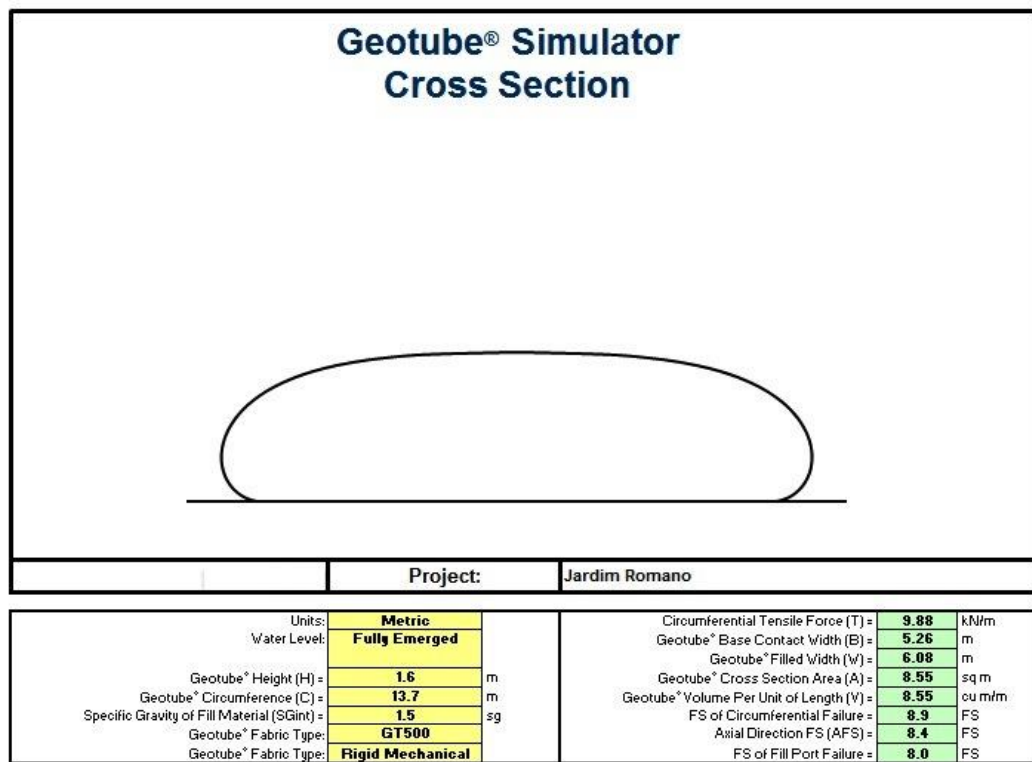 Geotube® Simulator
Cross Section
Project: Jardim Romano
Units: Metric
Water Level: Fully Emerged
Geotube® Height (H) = 1.6 m
Geotube® Circumference (C) = 13.7 m
Specific Gravity of Fill Material (SGint) = 1.5 sg
Geotube® Fabric Type: GT500
Geotube® Fabric Type: Rigid Mechanical
Circumferential Tensile Force (T) = 9.88 kN/m
Geotube® Base Contact Width (B) = 5.26 m
Geotube® Filled Width (W) = 6.08 m
Geotube® Cross Section Area (A) = 8.55 sq m
Geotube® Volume Per Unit of Length (V) = 8.55 cu m/m
FS of Circumferential Failure = 8.9 FS
Axial Direction FS (AFS) = 8.4 FS
FS of Fill Port Failure = 8.0 FS